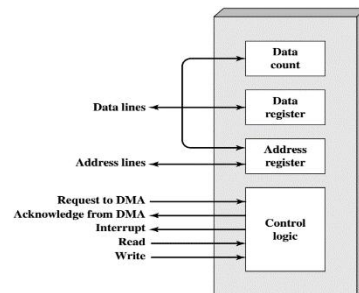 Data
count
Data lines
Data
register
Address lines
Address
register
Request to DMA
Acknowledge from DMA
Interrupt
Read
Write
Control
logic